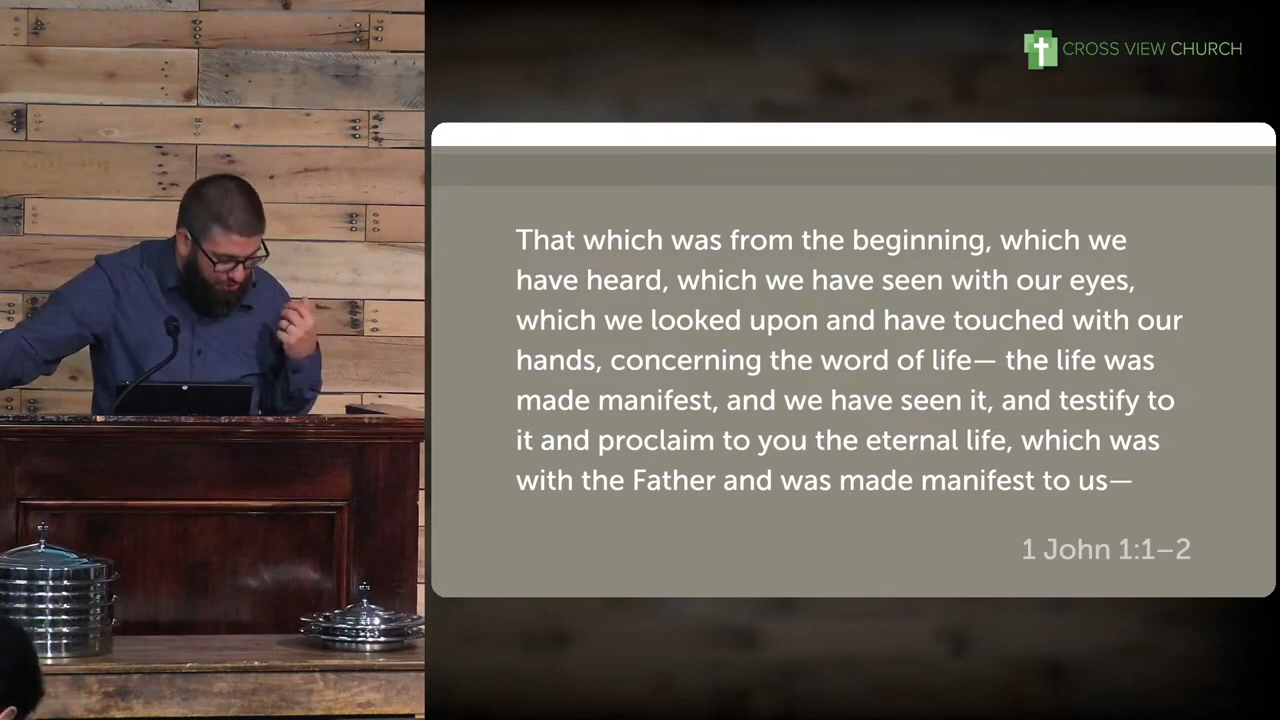 CROSS VIEW CHURCH
That which was from the beginning, which we
have heard, which we have seen with our eyes,
which we looked upon and have touched with our
hands, concerning the word of life— the life was
made manifest, and we have seen it, and testify to
it and proclaim to you the eternal life, which was
with the Father and was made manifest to us—
1 John 1:1–2